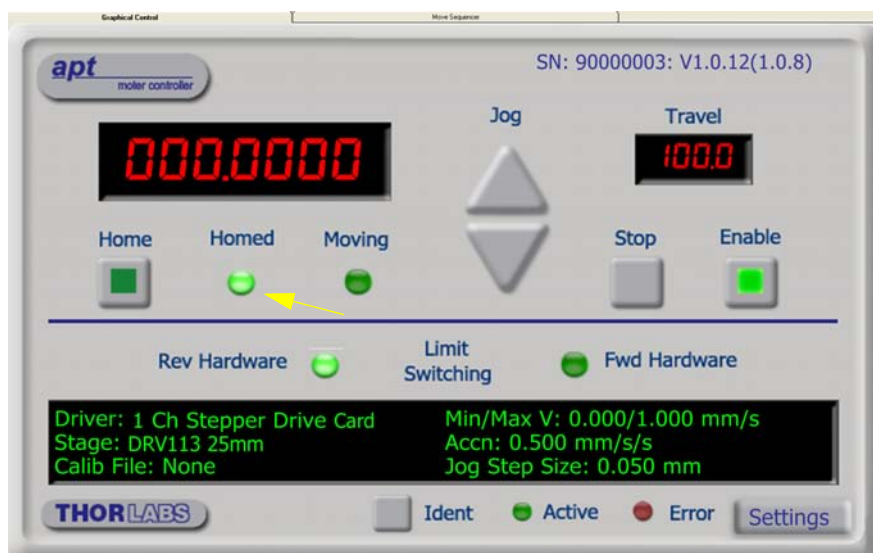 Graphical Control
Move Sequencer
apt
moter controller
SN: 90000003: V1.0.12(1.0.8)
000.0000
Jog
Travel
100.0
Home
Homed
Moving
Stop
Enable
Rev Hardware
Limit
Switching
Fwd Hardware
Driver: 1 Ch Stepper Drive Card
Stage: DRV113 25mm
Calib File: None
Min/Max V: 0.000/1.000 mm/s
Accn: 0.500 mm/s/s
Jog Step Size: 0.050 mm
THORLABS
Ident
Active
Error
Settings